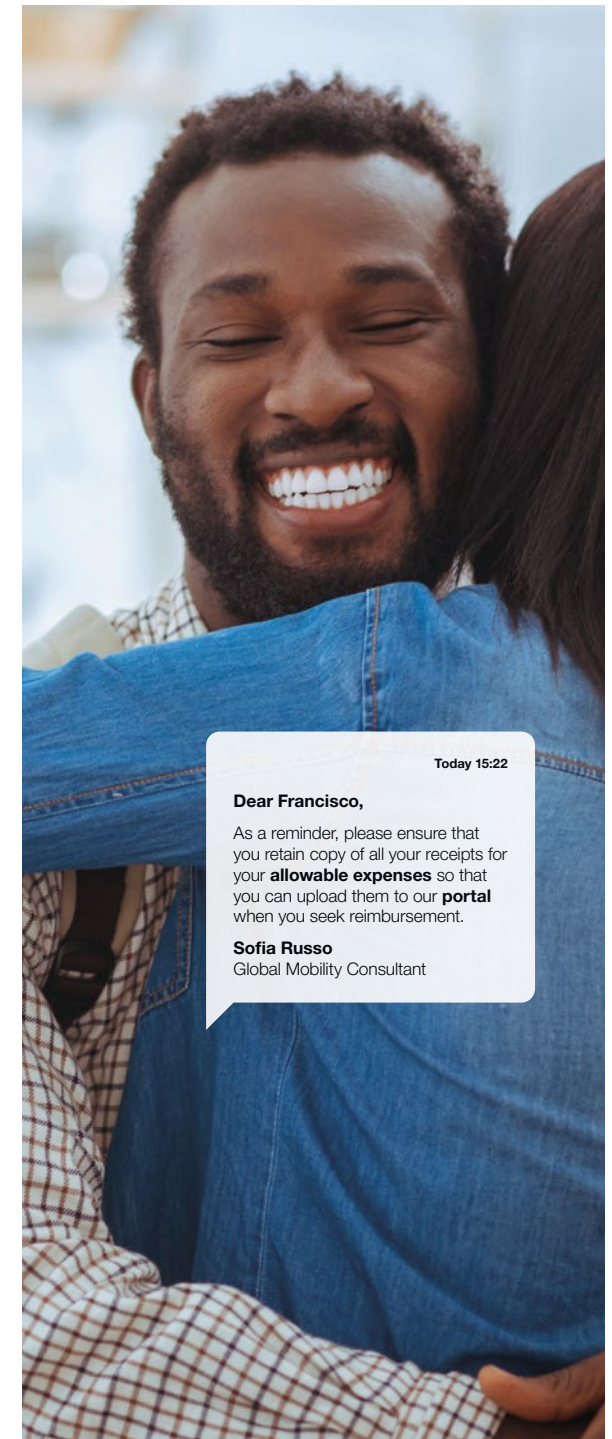 Today 15:22
Dear Francisco,
As a reminder, please ensure that
you retain copy of all your receipts for
your allowable expenses so that
you can upload them to our portal
when you seek reimbursement.
Sofia Russo
Global Mobility Consultant